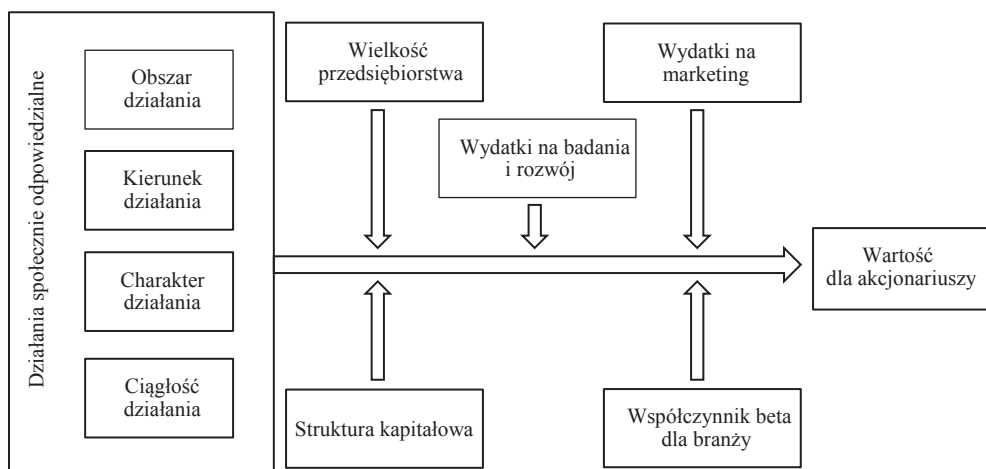 Działania społecznie odpowiedzialne
Obszar
działania
Kierunek
działania
Charakter
działania
Ciągłość
działania
Wielkość
przedsiębiorstwa
Wydatki na
marketing
Wydatki na badania
i rozwój
Wartość
dla akcjonariuszy
Struktura kapitałowa
Współczynnik beta
dla branży